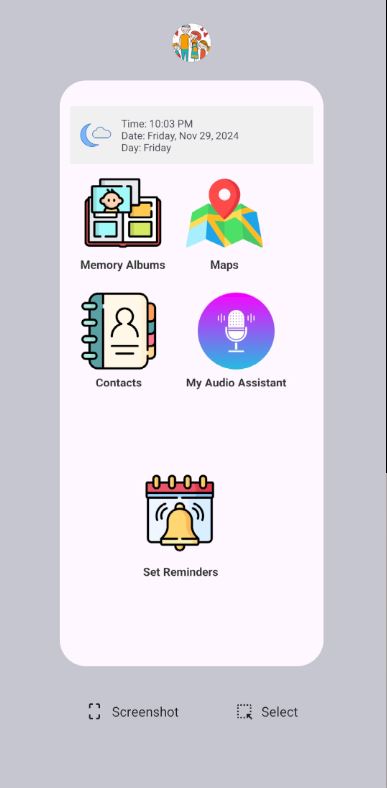 Time: 10:03 PM
Date: Friday, Nov 29, 2024
Day: Friday
Memory Albums
Maps
Contacts
My Audio Assistant
Set Reminders
Screenshot
Select